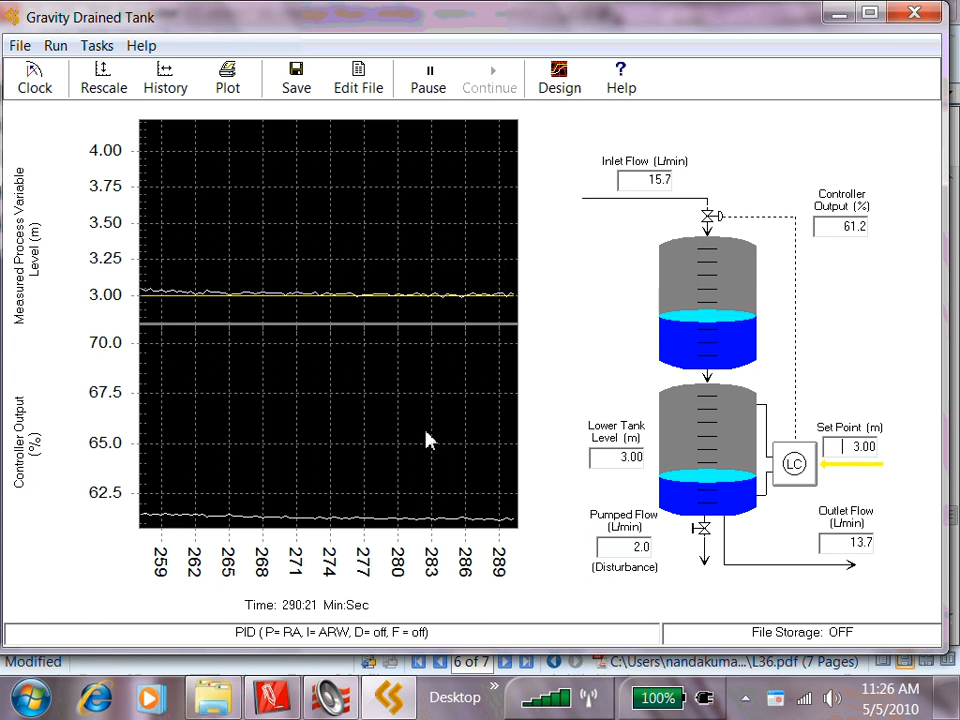 Gravity Drained Tank
File Run Tasks Help
Clock Rescale History Plot Save Edit File Pause Continue Design Help
Measured Process Variable
Level (m)
4.00
3.75
3.50
3.25
3.00
Controller Output
(%)
70.0
67.5
65.0
62.5
259 262 265 268 271 274 277 280 283 286 289
Time: 290:21 Min:Sec
Inlet Flow (L/min)
15.7
Controller
Output (%)
61.2
Lower Tank
Level (m)
3.00
Set Point (m)
3.00
LC
Pumped Flow
(L/min)
2.0
(Disturbance)
Outlet Flow
(L/min)
13.7
PID ( P= RA, I= ARW, D= off, F = off)
File Storage: OFF
Modified
6 of 7
C:\Users\nandakuma...\L36.pdf (7 Pages)
Desktop
100%
11:26 AM
5/5/2010